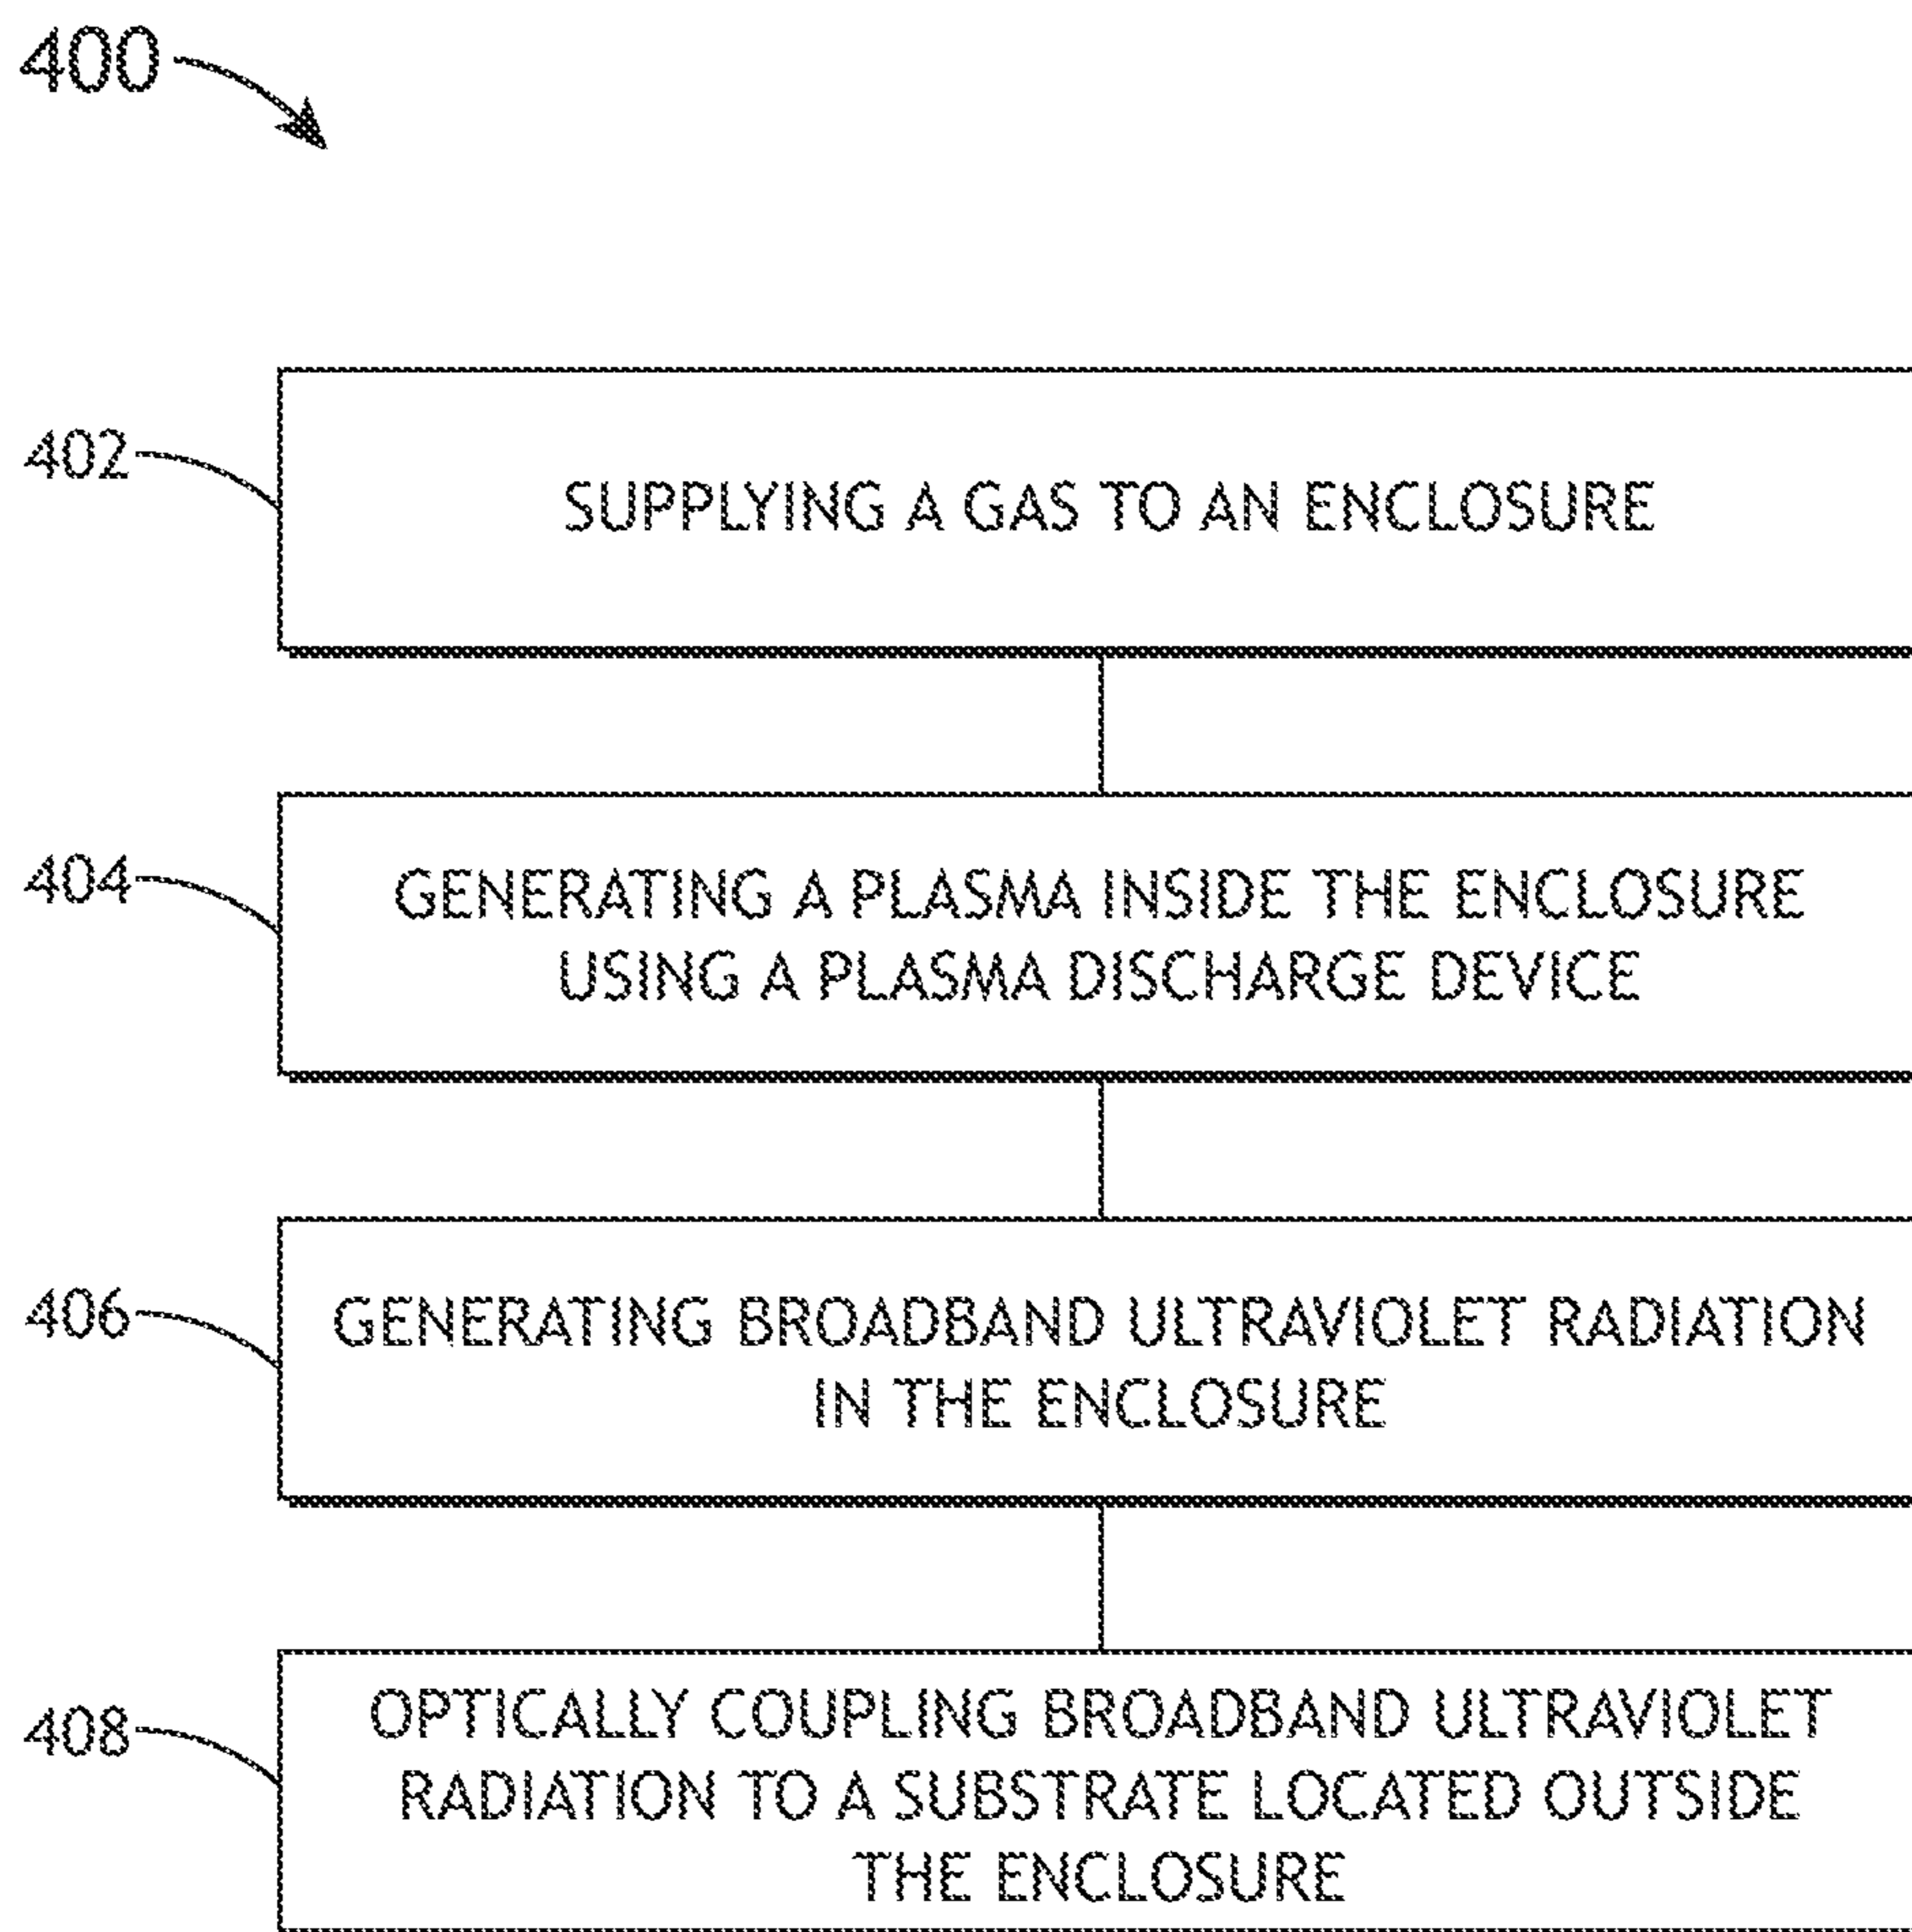 400
402
SUPPLYING A GAS TO AN ENCLOSURE
404
GENERATING A PLASMA INSIDE THE ENCLOSURE
USING A PLASMA DISCHARGE DEVICE
406
GENERATING BROADBAND ULTRAVIOLET RADIATION
IN THE ENCLOSURE
408
OPTICALLY COUPLING BROADBAND ULTRAVIOLET
RADIATION TO A SUBSTRATE LOCATED OUTSIDE
THE ENCLOSURE